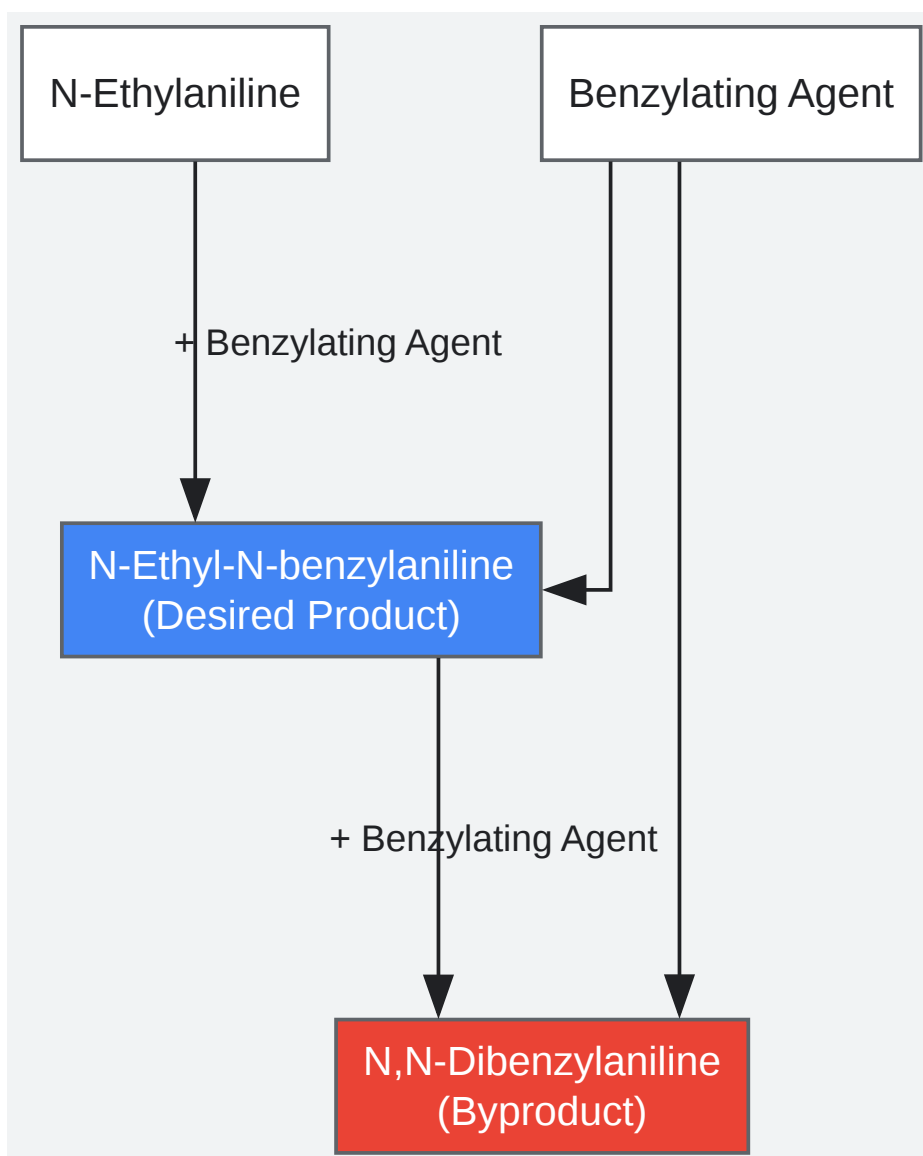 N-Ethylaniline
Benzylating Agent
+ Benzylating Agent
N-Ethyl-N-benzylaniline
(Desired Product)
+ Benzylating Agent
N,N-Dibenzylaniline
(Byproduct)